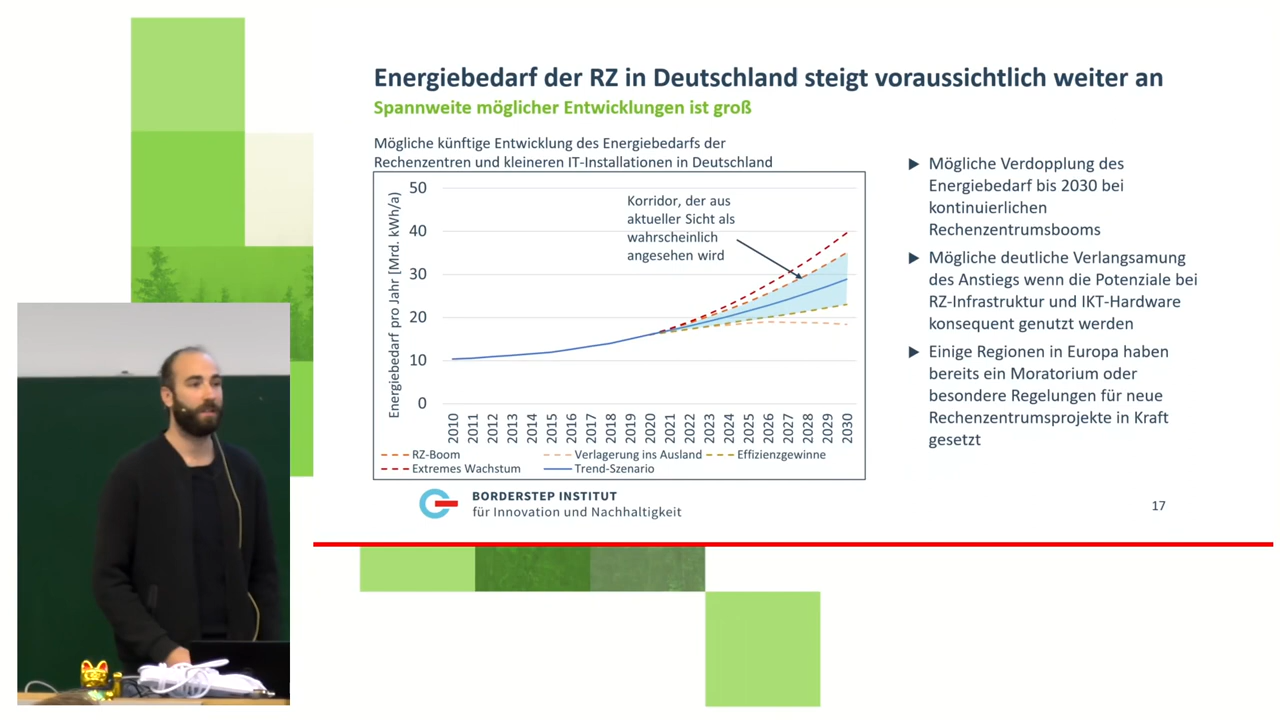 Energiebedarf der RZ in Deutschland steigt voraussichtlich weiter an
Spannweite möglicher Entwicklungen ist groß
Mögliche künftige Entwicklung des Energiebedarfs der
Rechenzentren und kleineren IT-Installationen in Deutschland
Energiebedarf pro Jahr [Mrd. kWh/a]
50
40
30
20
10
0
Korridor, der aus
aktueller Sicht als
wahrscheinlich
angesehen wird
2010 2011 2012 2013 2014 2015 2016 2017 2018 2019 2020 2021 2022 2023 2024 2025 2026 2027 2028 2029 2030
RZ-Boom Verlagerung ins Ausland Effizienzgewinne
Extremes Wachstum Trend-Szenario
Mögliche Verdopplung des
Energiebedarf bis 2030 bei
kontinuierlichen
Rechenzentrumsbooms
Mögliche deutliche Verlangsamung
des Anstiegs wenn die Potenziale bei
RZ-Infrastruktur und IKT-Hardware
konsequent genutzt werden
Einige Regionen in Europa haben
bereits ein Moratorium oder
besondere Regelungen für neue
Rechenzentrumsprojekte in Kraft
gesetzt
BORDERSTEP INSTITUT
für Innovation und Nachhaltigkeit
17